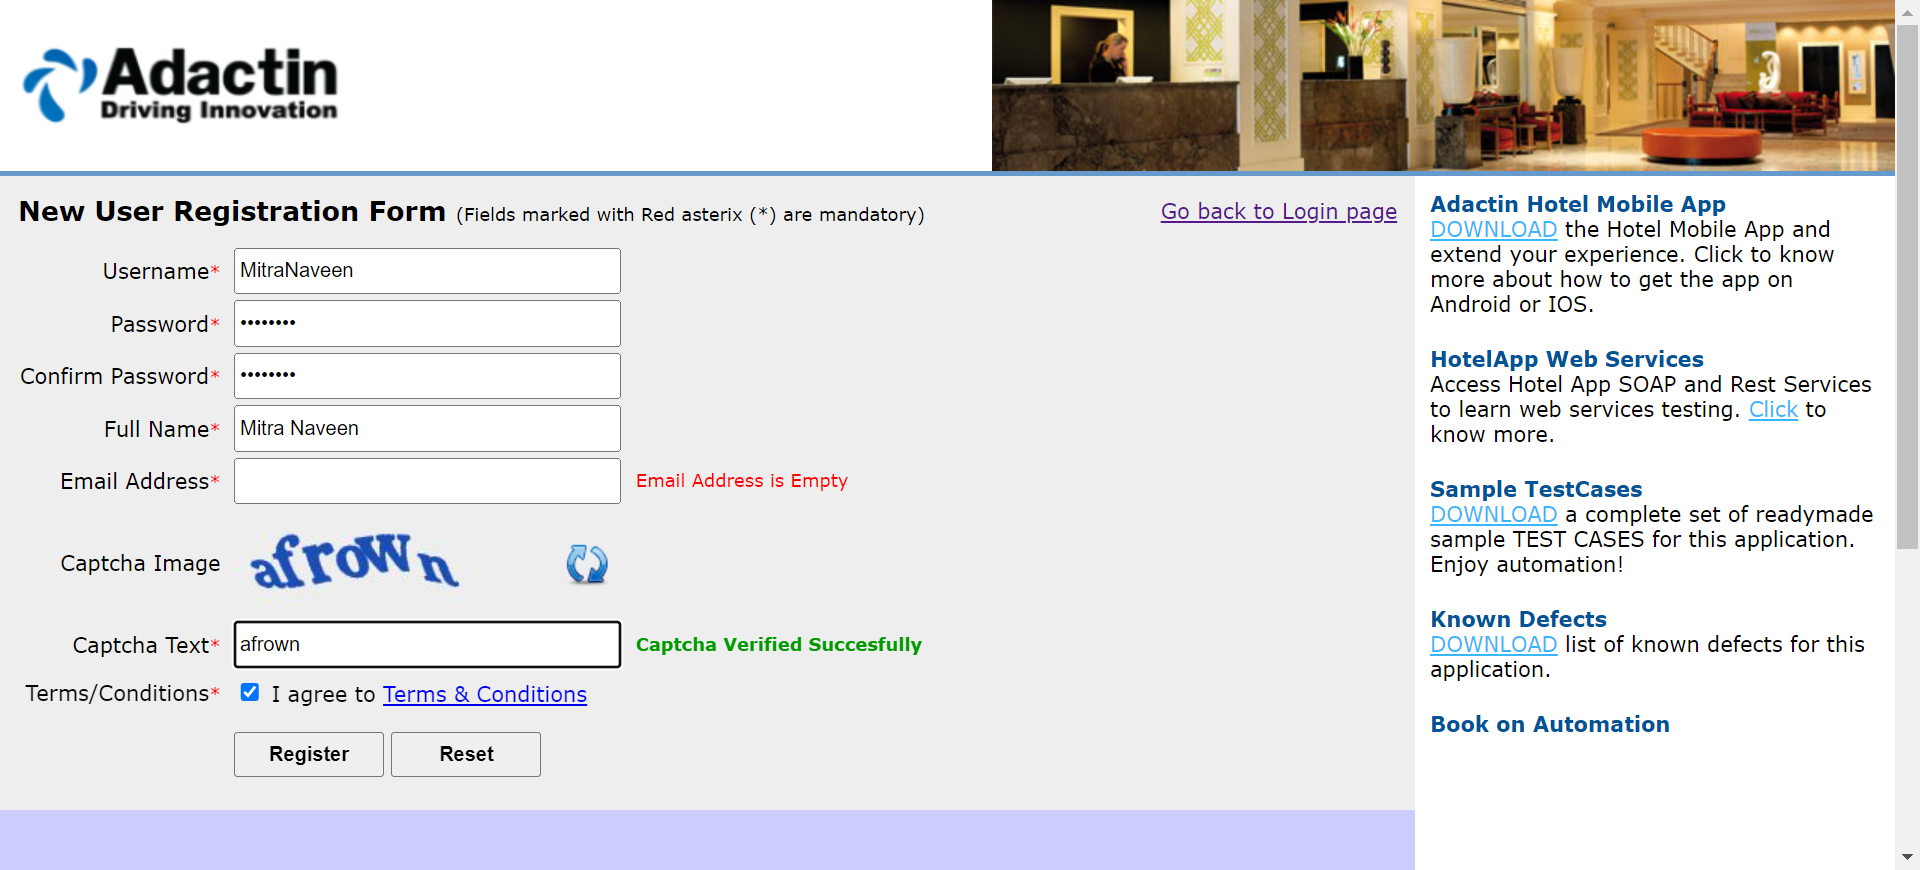 Adactin
Driving Innovation
New User Registration Form (Fields marked with Red asterix (*) are mandatory)
Go back to Login page
Username* MitraNaveen
Password* ••••••••
Confirm Password* ••••••••
Full Name* Mitra Naveen
Email Address* Email Address is Empty
Captcha Image afrown
Captcha Text* afrown Captcha Verified Succesfully
Terms/Conditions* I agree to Terms & Conditions
Register Reset
Adactin Hotel Mobile App
DOWNLOAD the Hotel Mobile App and
extend your experience. Click to know
more about how to get the app on
Android or IOS.
HotelApp Web Services
Access Hotel App SOAP and Rest Services
to learn web services testing. Click to
know more.
Sample TestCases
DOWNLOAD a complete set of readymade
sample TEST CASES for this application.
Enjoy automation!
Known Defects
DOWNLOAD list of known defects for this
application.
Book on Automation